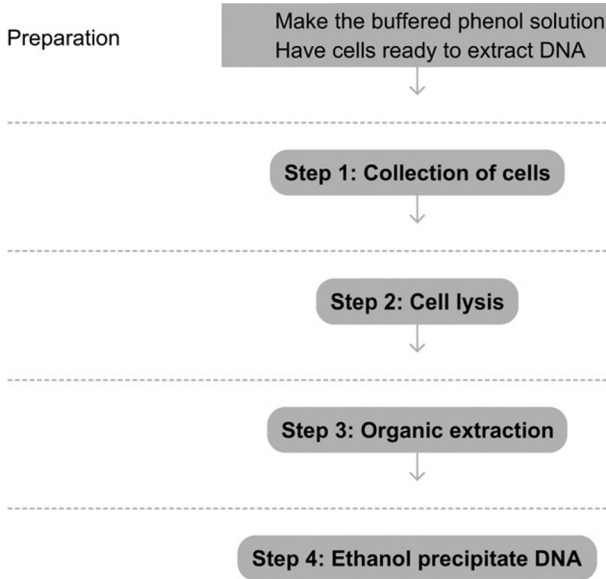 Preparation
Make the buffered phenol solution
Have cells ready to extract DNA
Step 1: Collection of cells
Step 2: Cell lysis
Step 3: Organic extraction
Step 4: Ethanol precipitate DNA